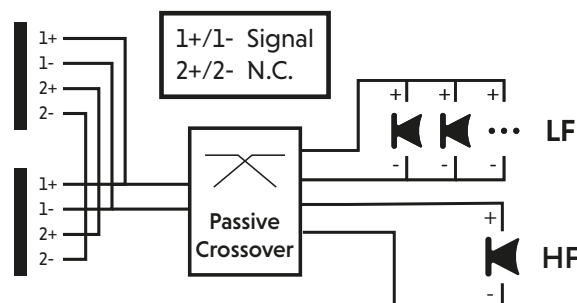 1+/1- Signal
2+/2- N.C.
1+
1-
2+
2-
1+
1-
2+
2-
Passive
Crossover
+ + +
- - -
LF
+
HF
-